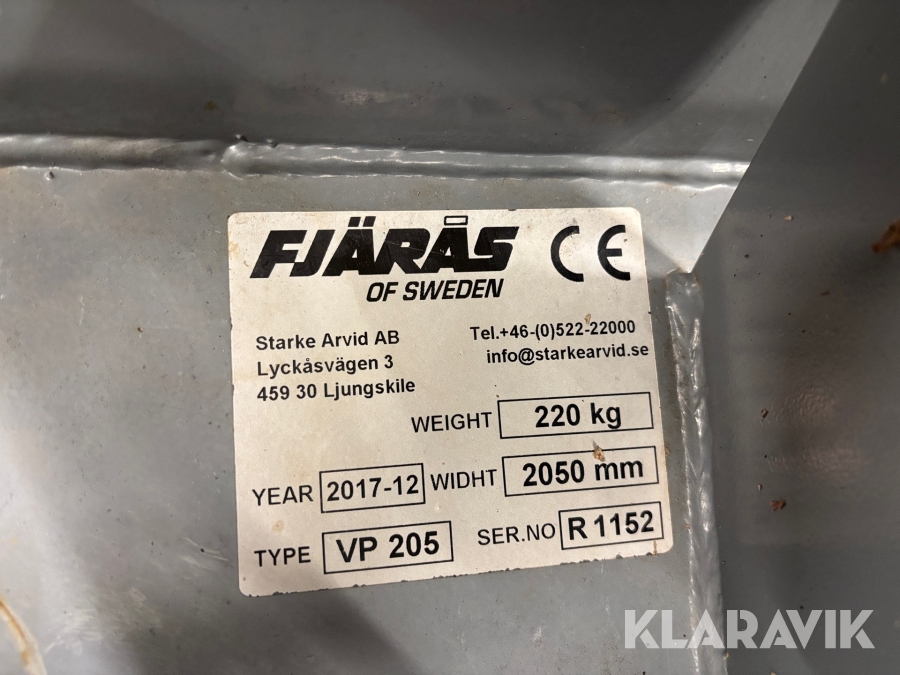 FJÄRÅS CE
OF SWEDEN
Starke Arvid AB
Lyckåsvägen 3
459 30 Ljungskile
Tel.+46-(0)522-22000
info@starkearvid.se
WEIGHT 220 kg
YEAR 2017-12 WIDHT 2050 mm
TYPE VP 205 SER.NO R 1152
KLARAVIK